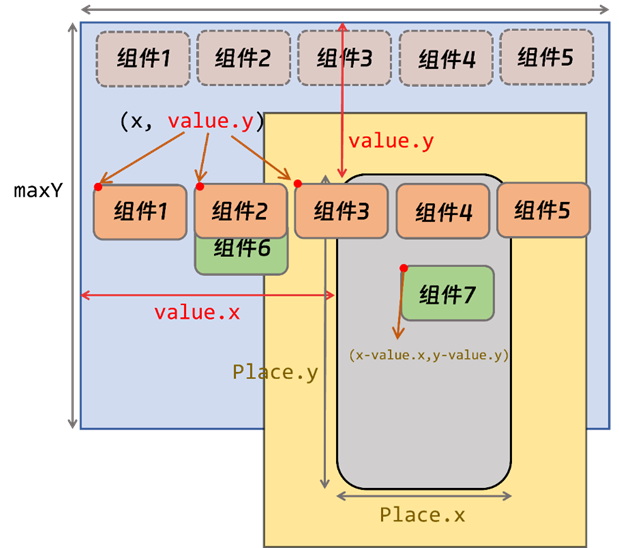 组件1
组件2
组件3
组件4
组件5
(x, value.y)
value.y
maxY
组件1
组件2
组件3
组件4
组件5
组件6
组件7
value.x
(x-value.x,y-value.y)
Place.y
Place.x